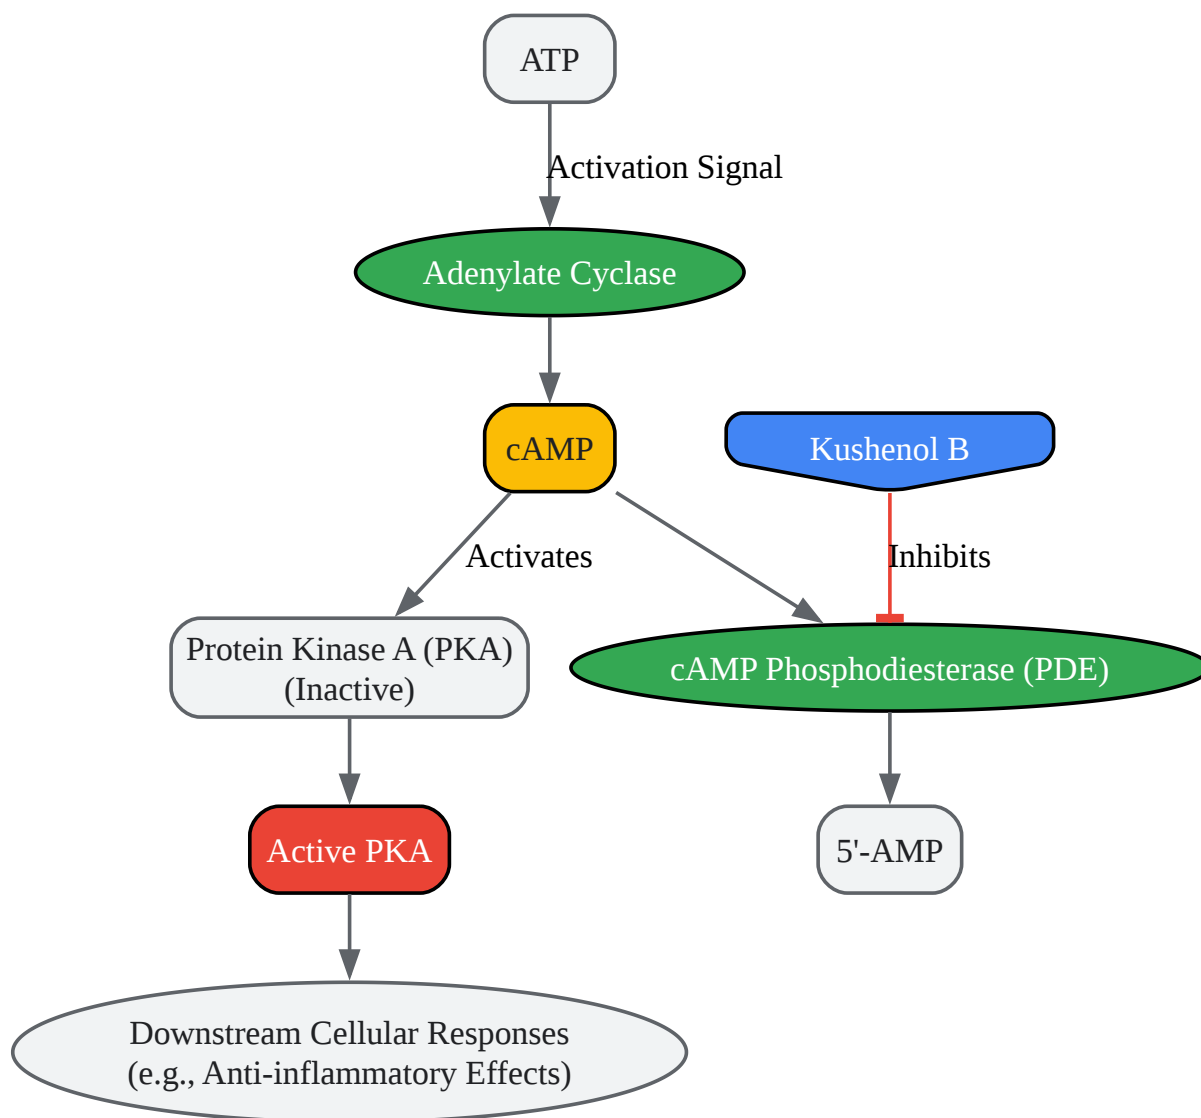 ATP
Activation Signal
Adenylate Cyclase
cAMP
Kushenol B
Activates
Inhibits
Protein Kinase A (PKA)
(Inactive)
cAMP Phosphodiesterase (PDE)
Active PKA
5'-AMP
Downstream Cellular Responses
(e.g., Anti-inflammatory Effects)